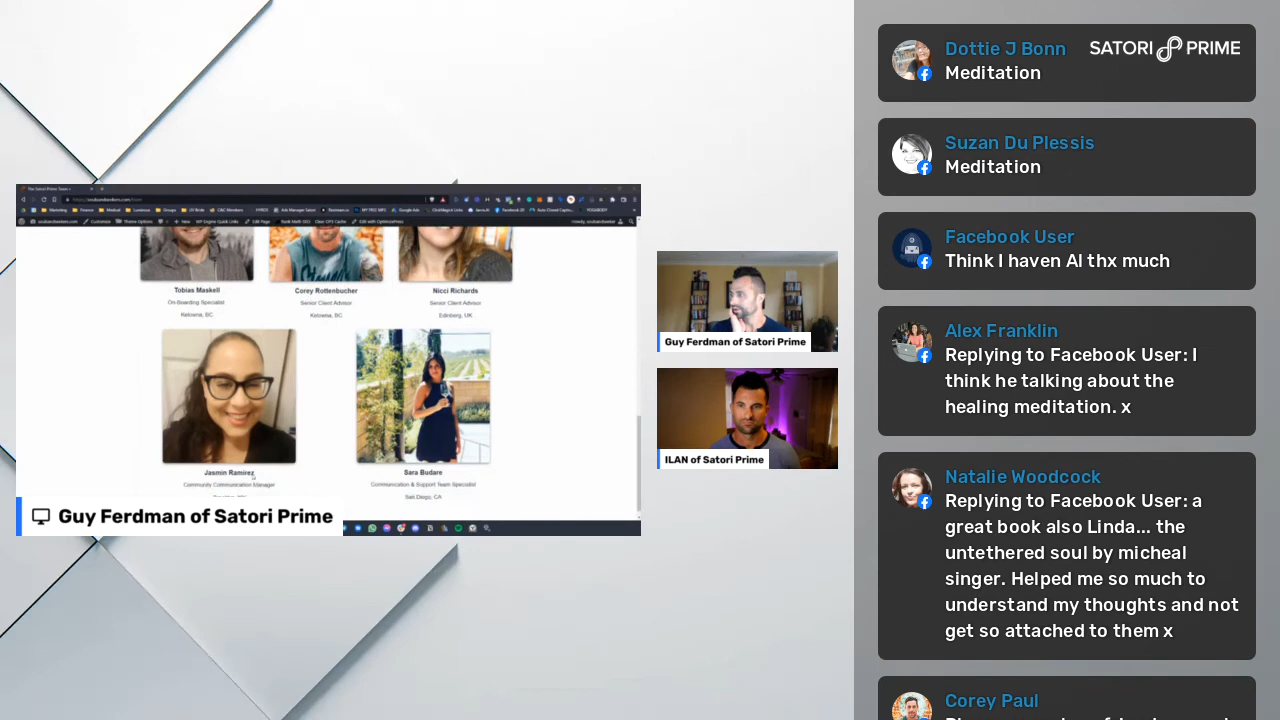 Dottie J Bonn
SATORI PRIME
Meditation
Suzan Du Plessis
Meditation
Facebook User
Think I haven AI thx much
Alex Franklin
Replying to Facebook User: I
think he talking about the
healing meditation. x
Natalie Woodcock
Replying to Facebook User: a
great book also Linda... the
untethered soul by micheal
singer. Helped me so much to
understand my thoughts and not
get so attached to them x
Corey Paul
Tobias Maskell
On-Boarding Specialist
Kelowna, BC
Corey Rottenbucher
Senior Client Advisor
Kelowna, BC
Nicci Richards
Senior Client Advisor
Edinberg, UK
Jasmin Ramirez
Community Communication Manager
Sara Budare
Communication & Support Team Specialist
San Diego, CA
Guy Ferdman of Satori Prime
Guy Ferdman of Satori Prime
ILAN of Satori Prime